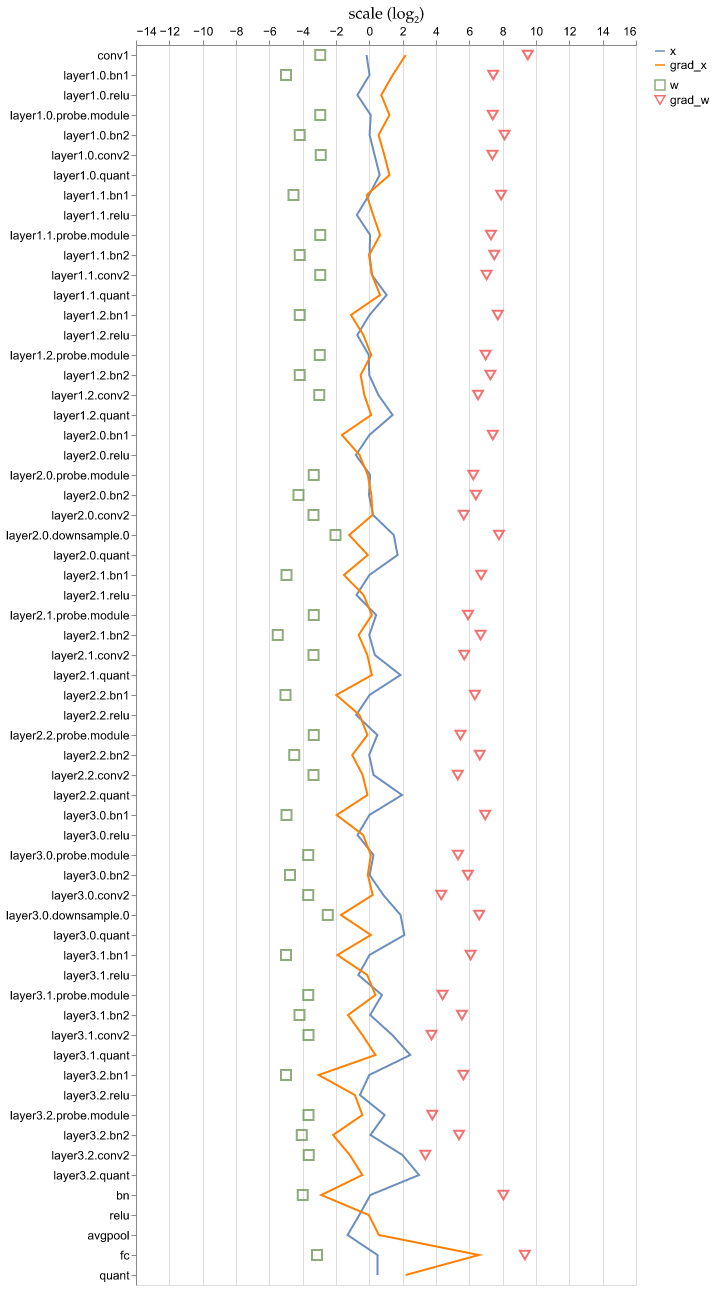 scale (log₂)
−14 −12 −10 −8 −6 −4 −2 0 2 4 6 8 10 12 14 16
conv1
layer1.0.bn1
layer1.0.relu
layer1.0.probe.module
layer1.0.bn2
layer1.0.conv2
layer1.0.quant
layer1.1.bn1
layer1.1.relu
layer1.1.probe.module
layer1.1.bn2
layer1.1.conv2
layer1.1.quant
layer1.2.bn1
layer1.2.relu
layer1.2.probe.module
layer1.2.bn2
layer1.2.conv2
layer1.2.quant
layer2.0.bn1
layer2.0.relu
layer2.0.probe.module
layer2.0.bn2
layer2.0.conv2
layer2.0.downsample.0
layer2.0.quant
layer2.1.bn1
layer2.1.relu
layer2.1.probe.module
layer2.1.bn2
layer2.1.conv2
layer2.1.quant
layer2.2.bn1
layer2.2.relu
layer2.2.probe.module
layer2.2.bn2
layer2.2.conv2
layer2.2.quant
layer3.0.bn1
layer3.0.relu
layer3.0.probe.module
layer3.0.bn2
layer3.0.conv2
layer3.0.downsample.0
layer3.0.quant
layer3.1.bn1
layer3.1.relu
layer3.1.probe.module
layer3.1.bn2
layer3.1.conv2
layer3.1.quant
layer3.2.bn1
layer3.2.relu
layer3.2.probe.module
layer3.2.bn2
layer3.2.conv2
layer3.2.quant
bn
relu
avgpool
fc
quant
x
grad_x
w
grad_w